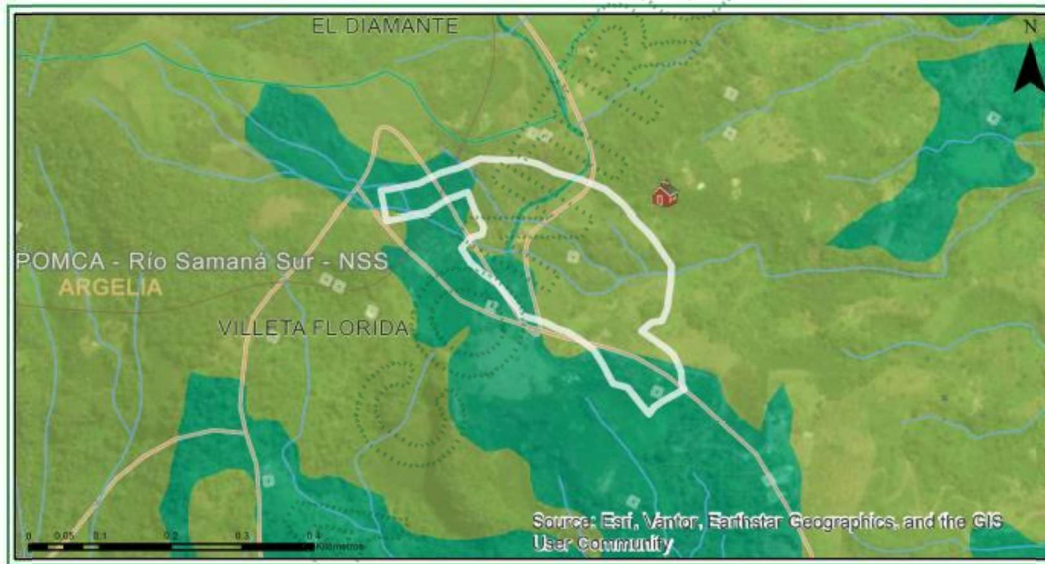 EL DIAMANTE
N
POMCA - Río Samaná Sur - NSS
ARGELIA
VILLETA FLORIDA
Source: Esri, Vantor, Earthstar Geographics, and the GIS
User Community
0 0,05 0,1 0,2 0,3 0,4
Kilómetros